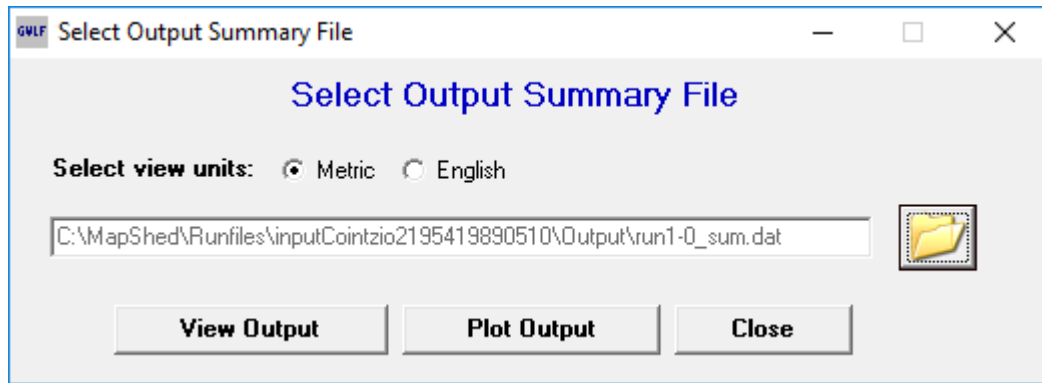 GWLF Select Output Summary File
Select Output Summary File
Select view units: Metric English
C:\MapShed\Runfiles\inputCointzio2195419890510\Output\run1-0_sum.dat
View Output Plot Output Close